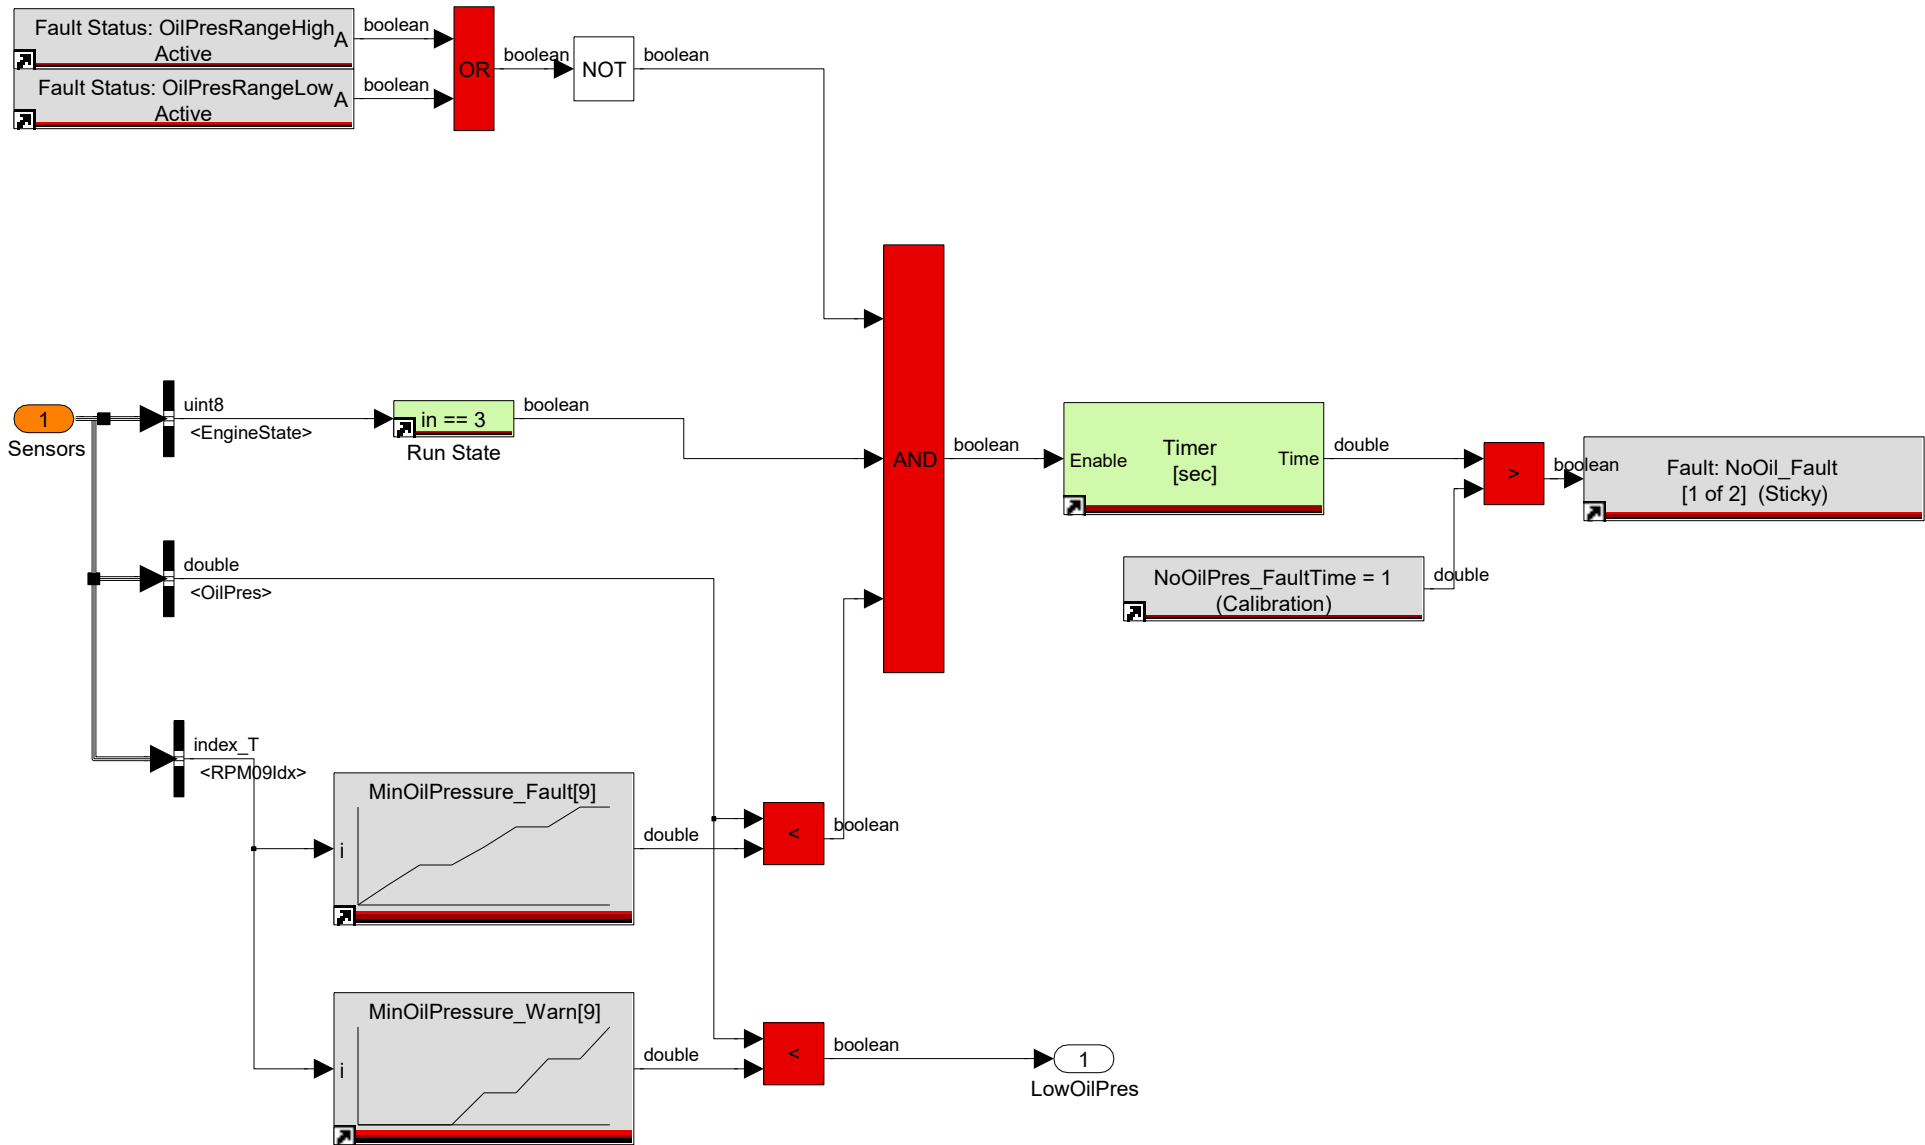 Fault Status: OilPresRangeHigh
Active
A
boolean
Fault Status: OilPresRangeLow
Active
A
boolean
OR
boolean
NOT
boolean
1
Sensors
uint8
<EngineState>
in == 3
Run State
boolean
AND
boolean
Enable
Timer
[sec]
Time
double
>
boolean
Fault: NoOil_Fault
[1 of 2]  (Sticky)
NoOilPres_FaultTime = 1
(Calibration)
double
double
<OilPres>
index_T
<RPM09Idx>
MinOilPressure_Fault[9]
i
double
<
boolean
MinOilPressure_Warn[9]
i
double
<
boolean
1
LowOilPres